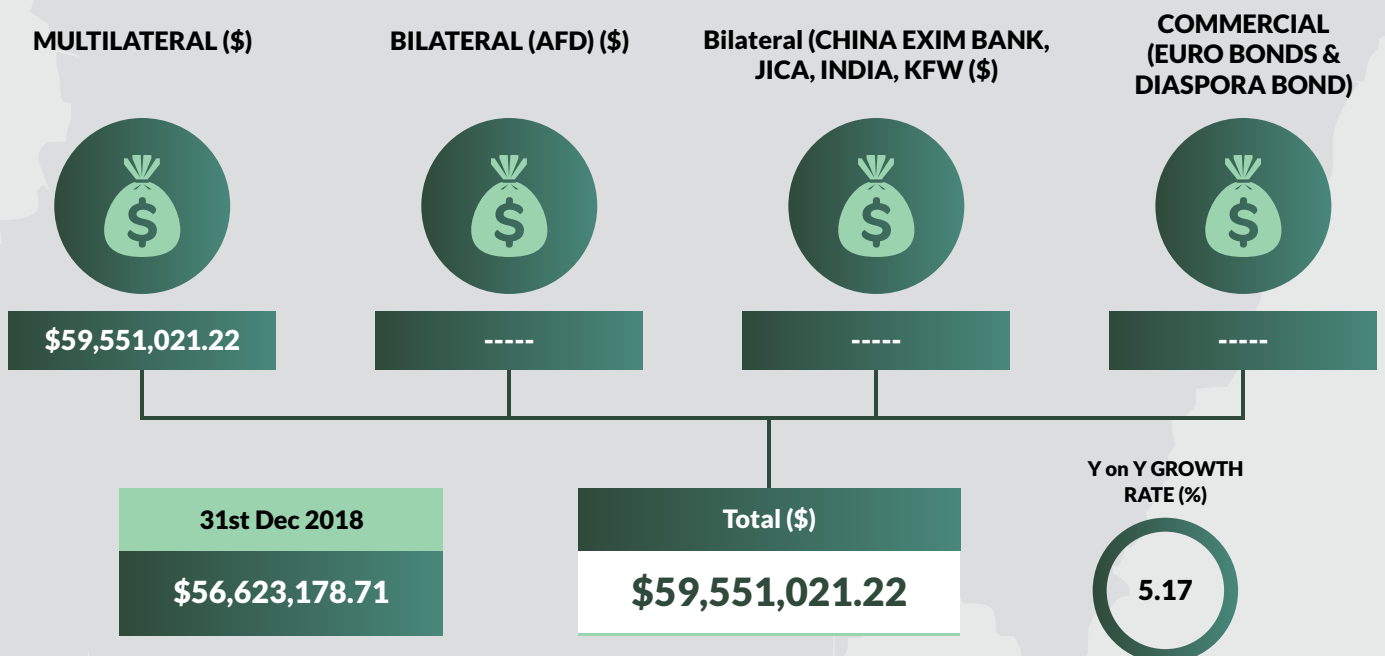 MULTILATERAL ($)
BILATERAL (AFD) ($)
Bilateral (CHINA EXIM BANK,
JICA, INDIA, KFW ($)
COMMERCIAL
(EURO BONDS &
DIASPORA BOND)
$
$
$
$
$59,551,021.22
-----
-----
-----
31st Dec 2018
$56,623,178.71
Total ($)
$59,551,021.22
Y on Y GROWTH
RATE (%)
5.17